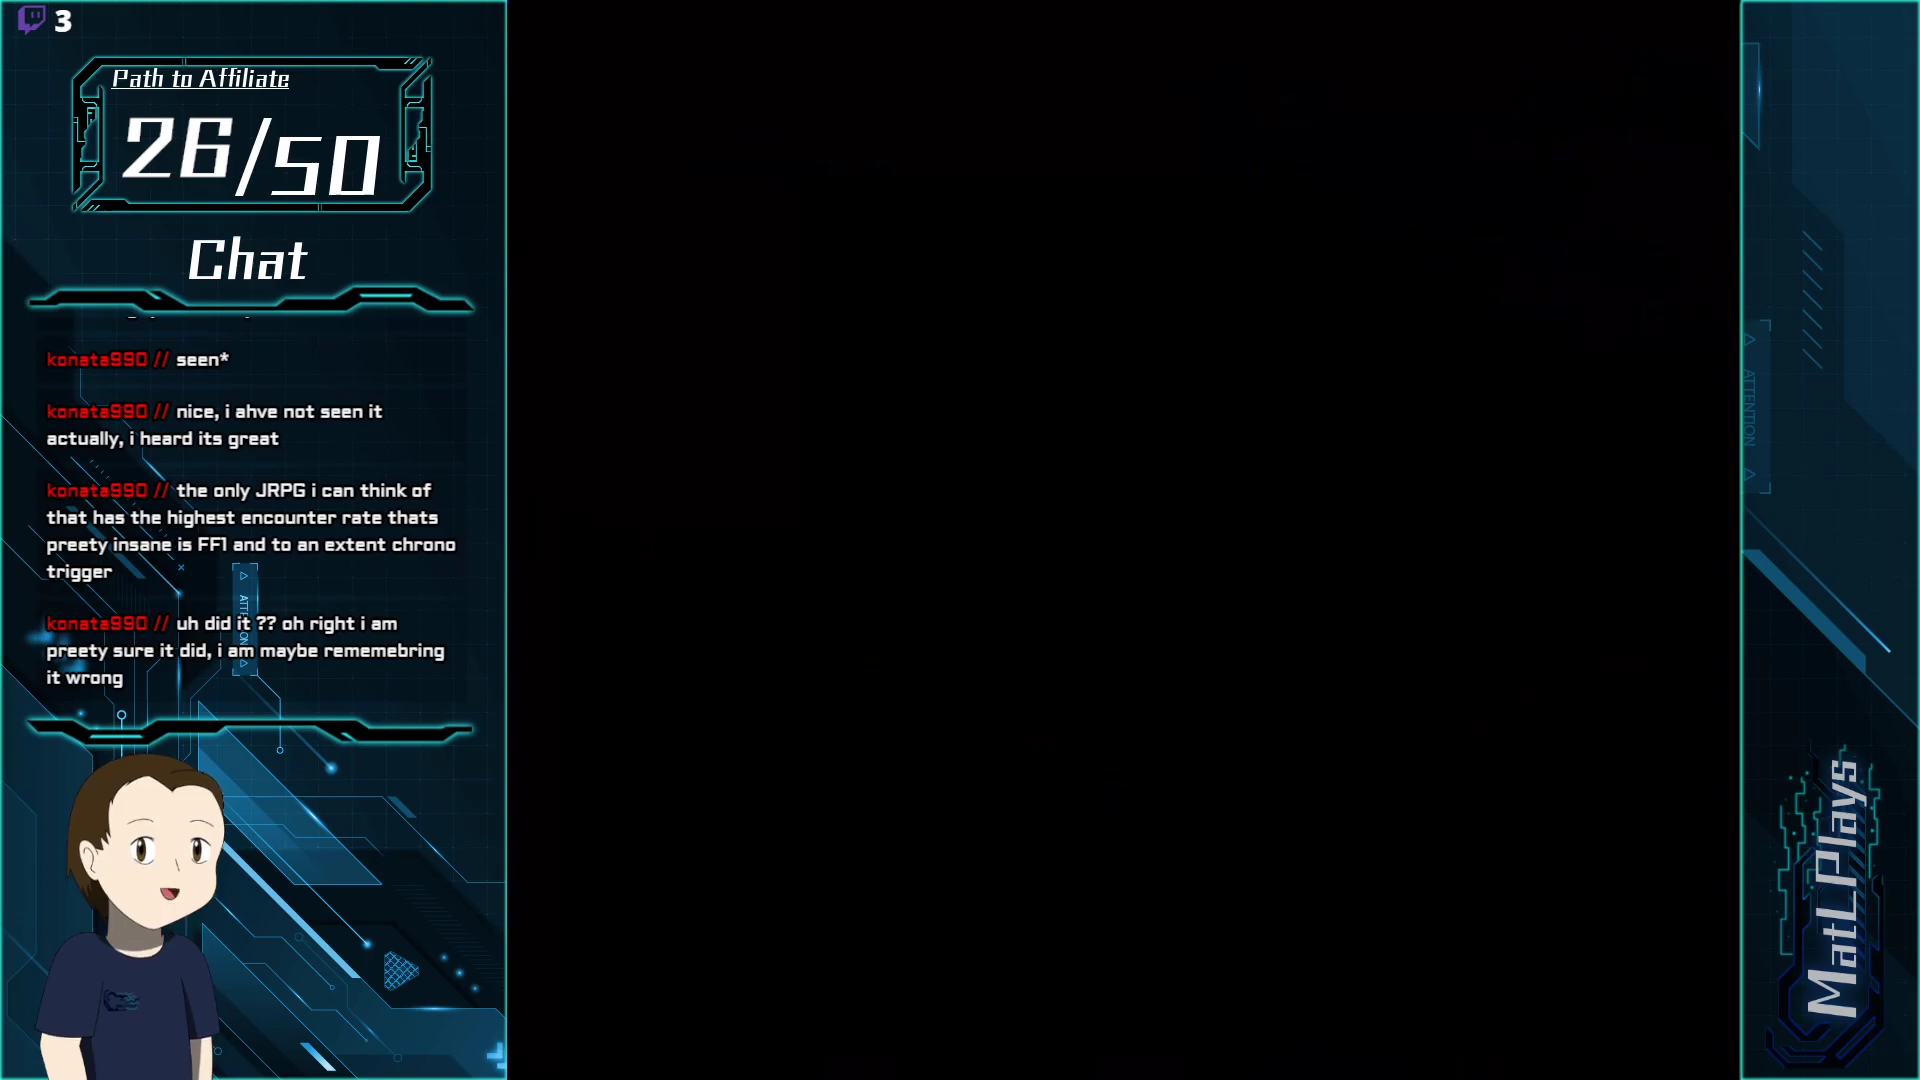 3
Path to Affiliate
26/50
Chat
konata990 // seen*
konata990 // nice, i ahve not seen it
actually, i heard its great
konata990 // the only JRPG i can think of
that has the highest encounter rate thats
preety insane is FF1 and to an extent chrono
trigger
konata990 // uh did it ?? oh right i am
preety sure it did, i am maybe rememebring
it wrong
ATTENTION
MatLPlays